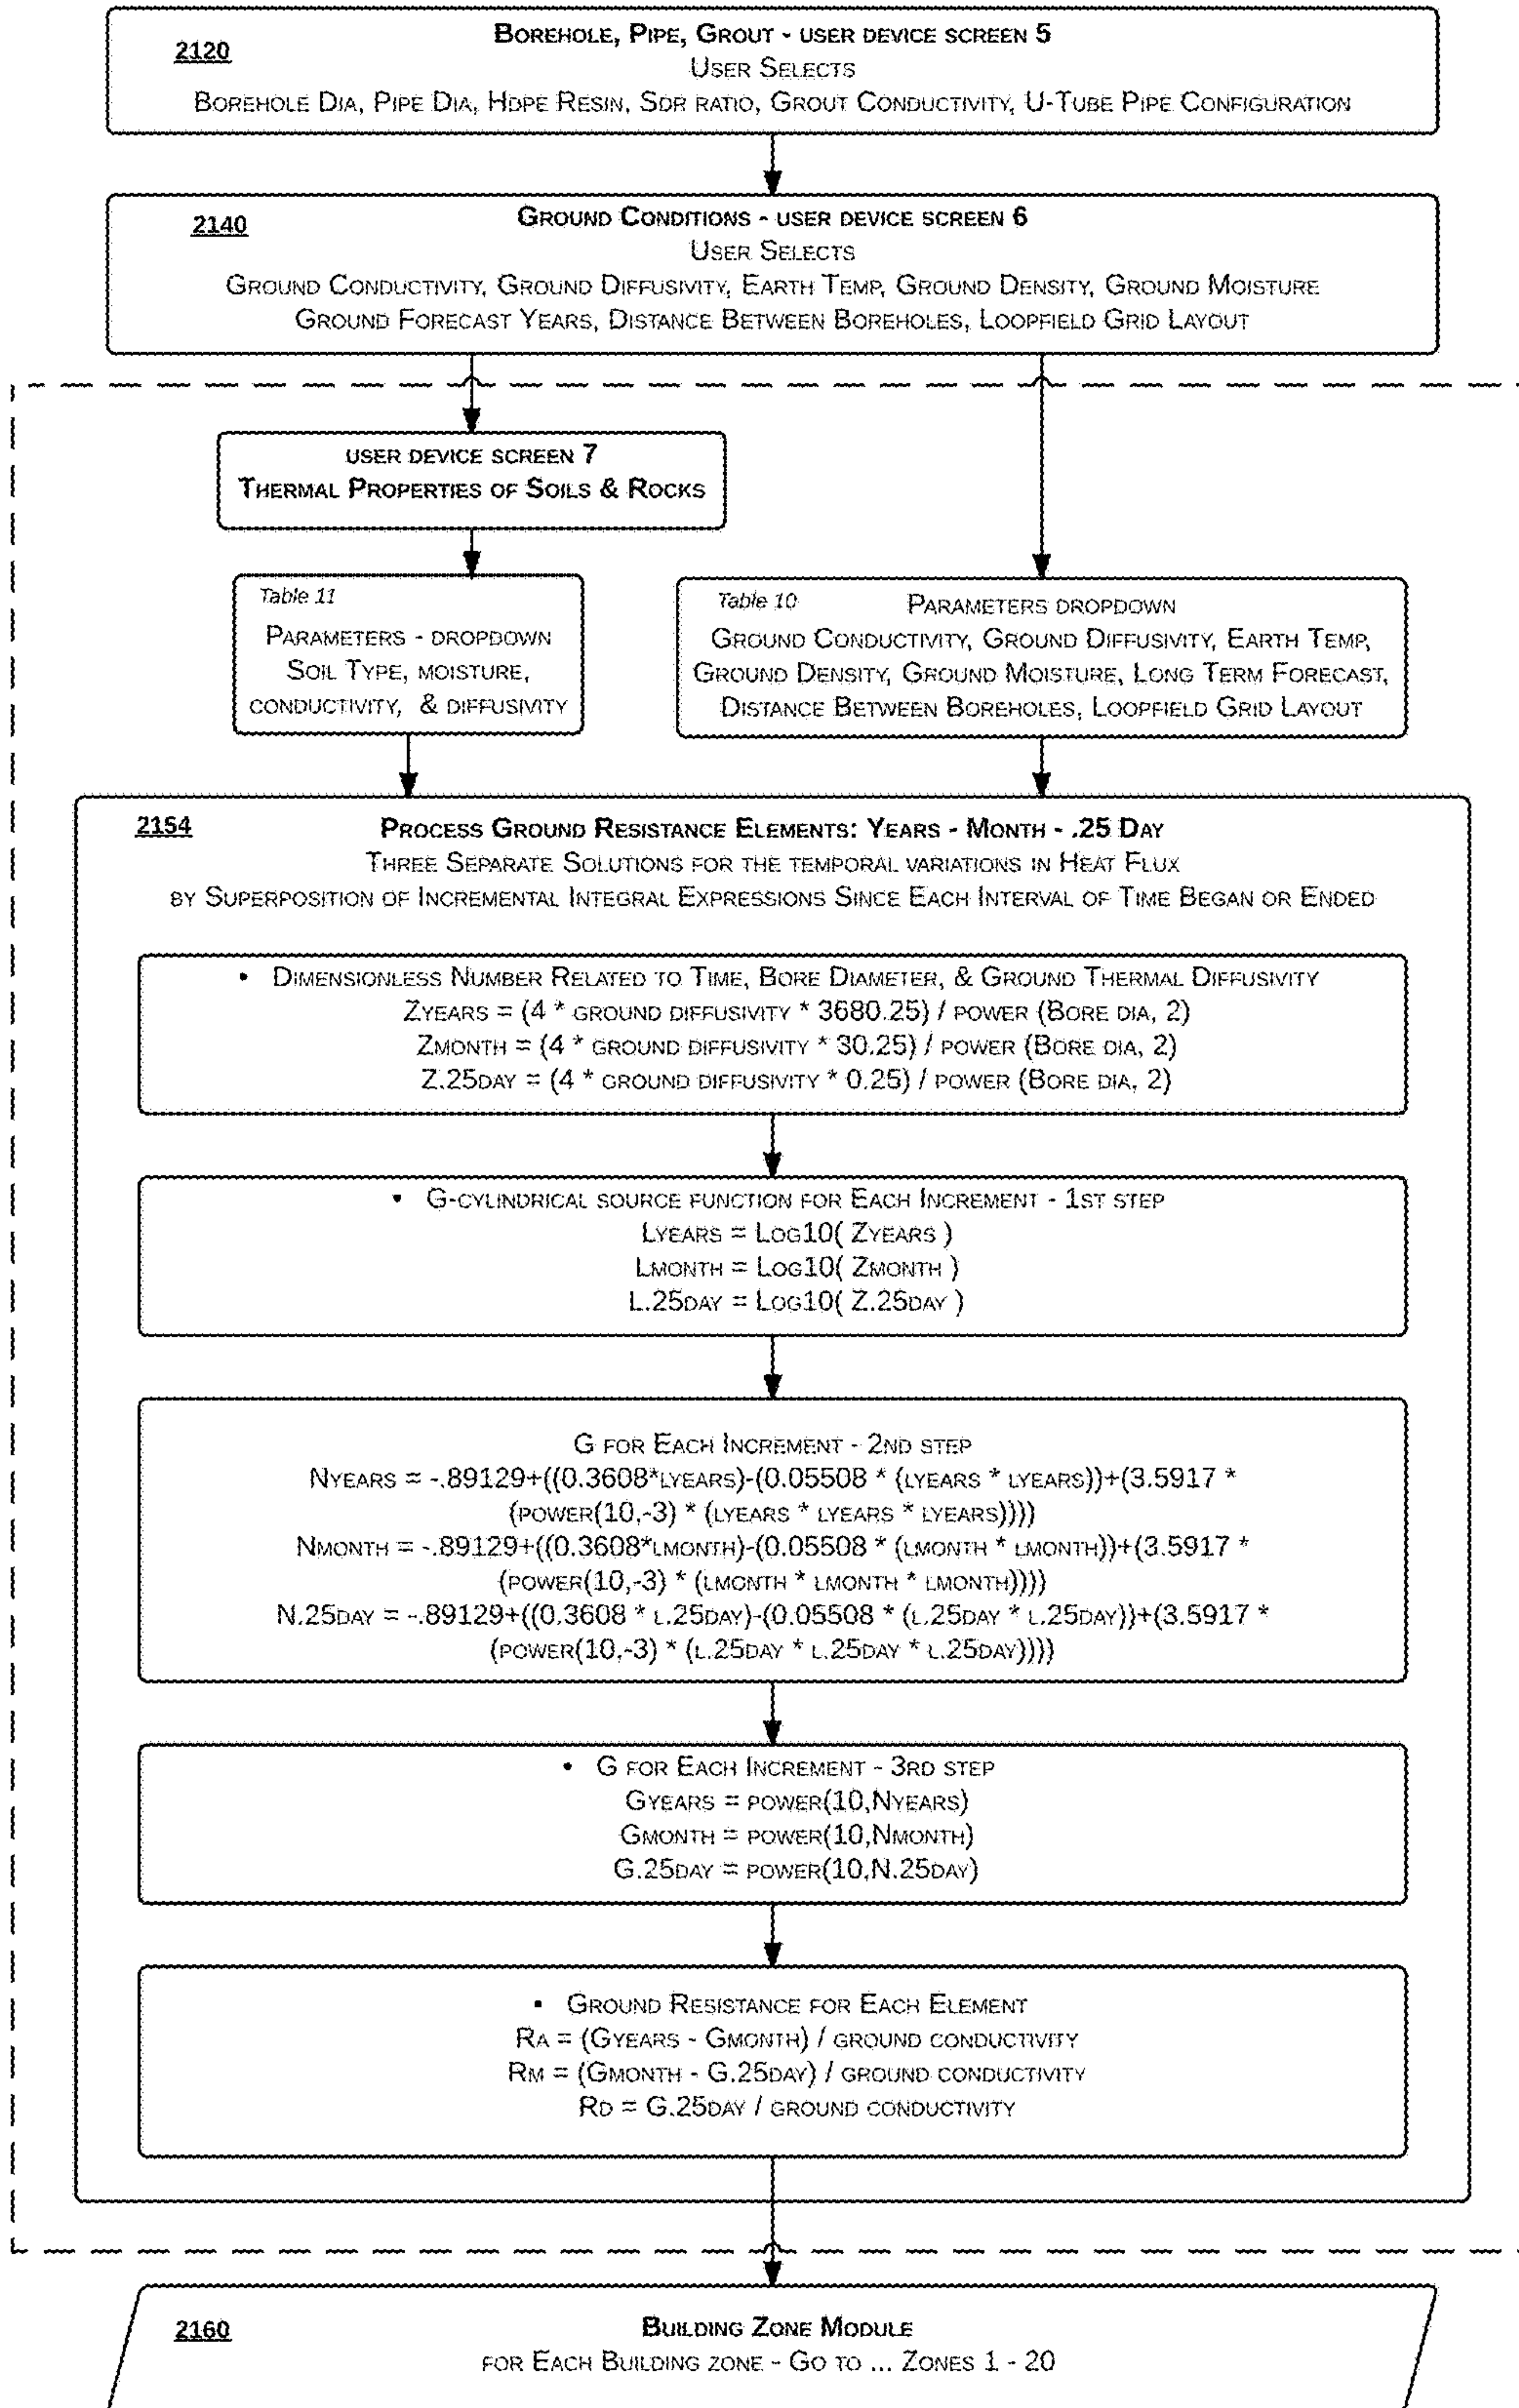 2120
Borehole, Pipe, Grout - user device screen 5
User Selects
Borehole Dia, Pipe Dia, Hdpe Resin, Sdr ratio, Grout Conductivity, U-Tube Pipe Configuration
2140
Ground Conditions - user device screen 6
User Selects
Ground Conductivity, Ground Diffusivity, Earth Temp, Ground Density, Ground Moisture
Ground Forecast Years, Distance Between Boreholes, Loopfield Grid Layout
user device screen 7
Thermal Properties of Soils & Rocks
Table 11
Parameters - dropdown
Soil Type, moisture,
conductivity, & diffusivity
Table 10
Parameters dropdown
Ground Conductivity, Ground Diffusivity, Earth Temp,
Ground Density, Ground Moisture, Long Term Forecast,
Distance Between Boreholes, Loopfield Grid Layout
2154
Process Ground Resistance Elements: Years - Month - .25 Day
Three Separate Solutions for the temporal variations in Heat Flux
by Superposition of Incremental Integral Expressions Since Each Interval of Time Began or Ended
• Dimensionless Number Related to Time, Bore Diameter, & Ground Thermal Diffusivity
Zyears = (4 * ground diffusivity * 3680.25) / power (Bore dia, 2)
Zmonth = (4 * ground diffusivity * 30.25) / power (Bore dia, 2)
Z.25day = (4 * ground diffusivity * 0.25) / power (Bore dia, 2)
• G-cylindrical source function for Each Increment - 1st step
Lyears = Log10( Zyears )
Lmonth = Log10( Zmonth )
L.25day = Log10( Z.25day )
G for Each Increment - 2nd step
Nyears = -.89129+((0.3608*lyears)-(0.05508 * (lyears * lyears))+(3.5917 *
(power(10,-3) * (lyears * lyears * lyears))))
Nmonth = -.89129+((0.3608*lmonth)-(0.05508 * (lmonth * lmonth))+(3.5917 *
(power(10,-3) * (lmonth * lmonth * lmonth))))
N.25day = -.89129+((0.3608 * l.25day)-(0.05508 * (l.25day * l.25day))+(3.5917 *
(power(10,-3) * (l.25day * l.25day * l.25day))))
• G for Each Increment - 3rd step
Gyears = power(10,Nyears)
Gmonth = power(10,Nmonth)
G.25day = power(10,N.25day)
• Ground Resistance for Each Element
Ra = (Gyears - Gmonth) / ground conductivity
Rm = (Gmonth - G.25day) / ground conductivity
Rd = G.25day / ground conductivity
2160
Building Zone Module
for Each Building zone - Go to ... Zones 1 - 20